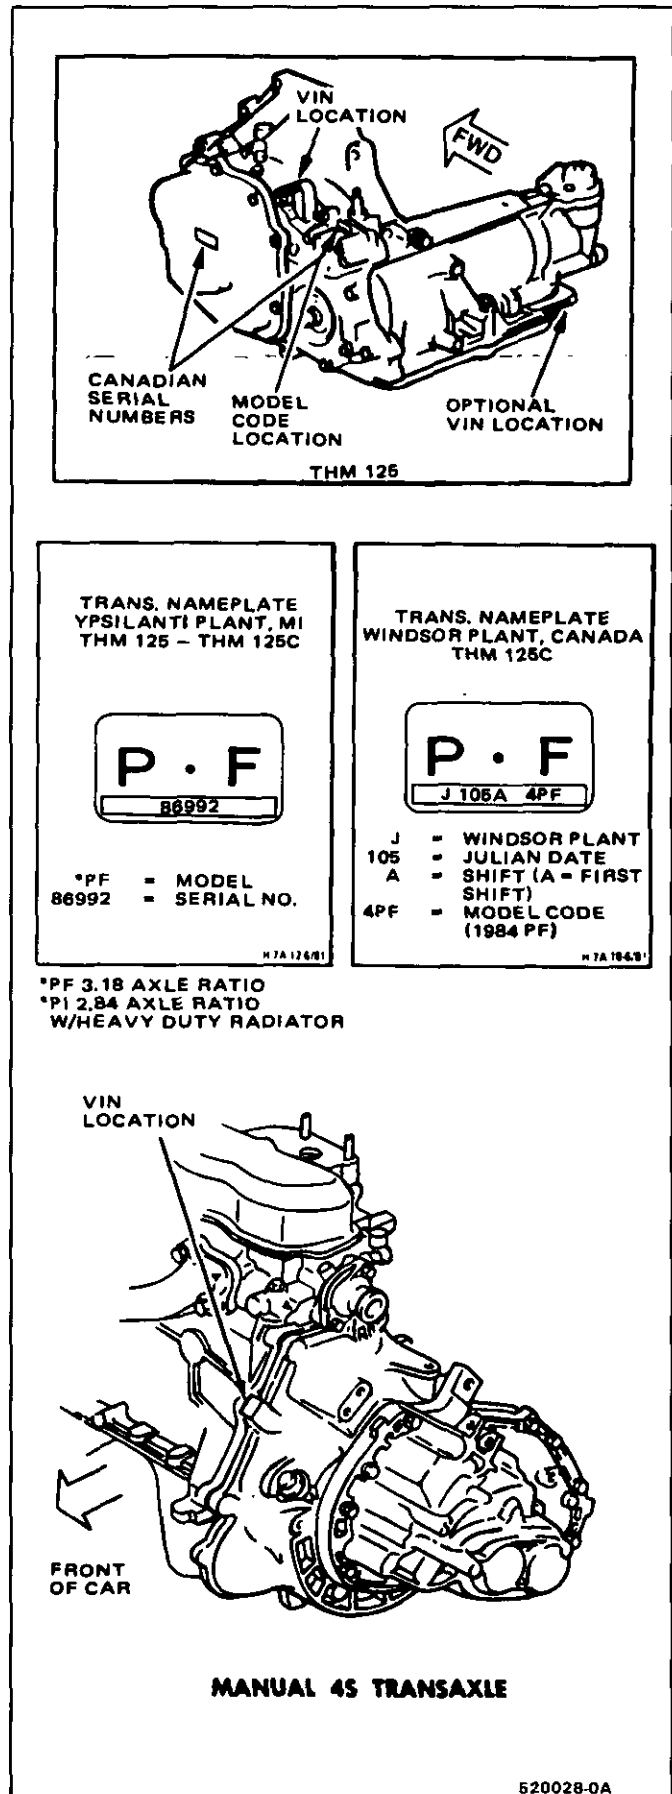 VIN
LOCATION
FWD
CANADIAN
SERIAL
NUMBERS
MODEL
CODE
LOCATION
OPTIONAL
VIN LOCATION
THM 125
TRANS. NAMEPLATE
YPSILANTI PLANT, MI
THM 125 – THM 125C
P · F
86992
*PF = MODEL
86992 = SERIAL NO.
TRANS. NAMEPLATE
WINDSOR PLANT, CANADA
THM 125C
P · F
J 105A 4PF
J = WINDSOR PLANT
105 = JULIAN DATE
A = SHIFT (A = FIRST
SHIFT)
4PF = MODEL CODE
(1984 PF)
*PF 3.18 AXLE RATIO
*PI 2.84 AXLE RATIO
W/HEAVY DUTY RADIATOR
VIN
LOCATION
FRONT
OF CAR
MANUAL 4S TRANSAXLE
520028-0A